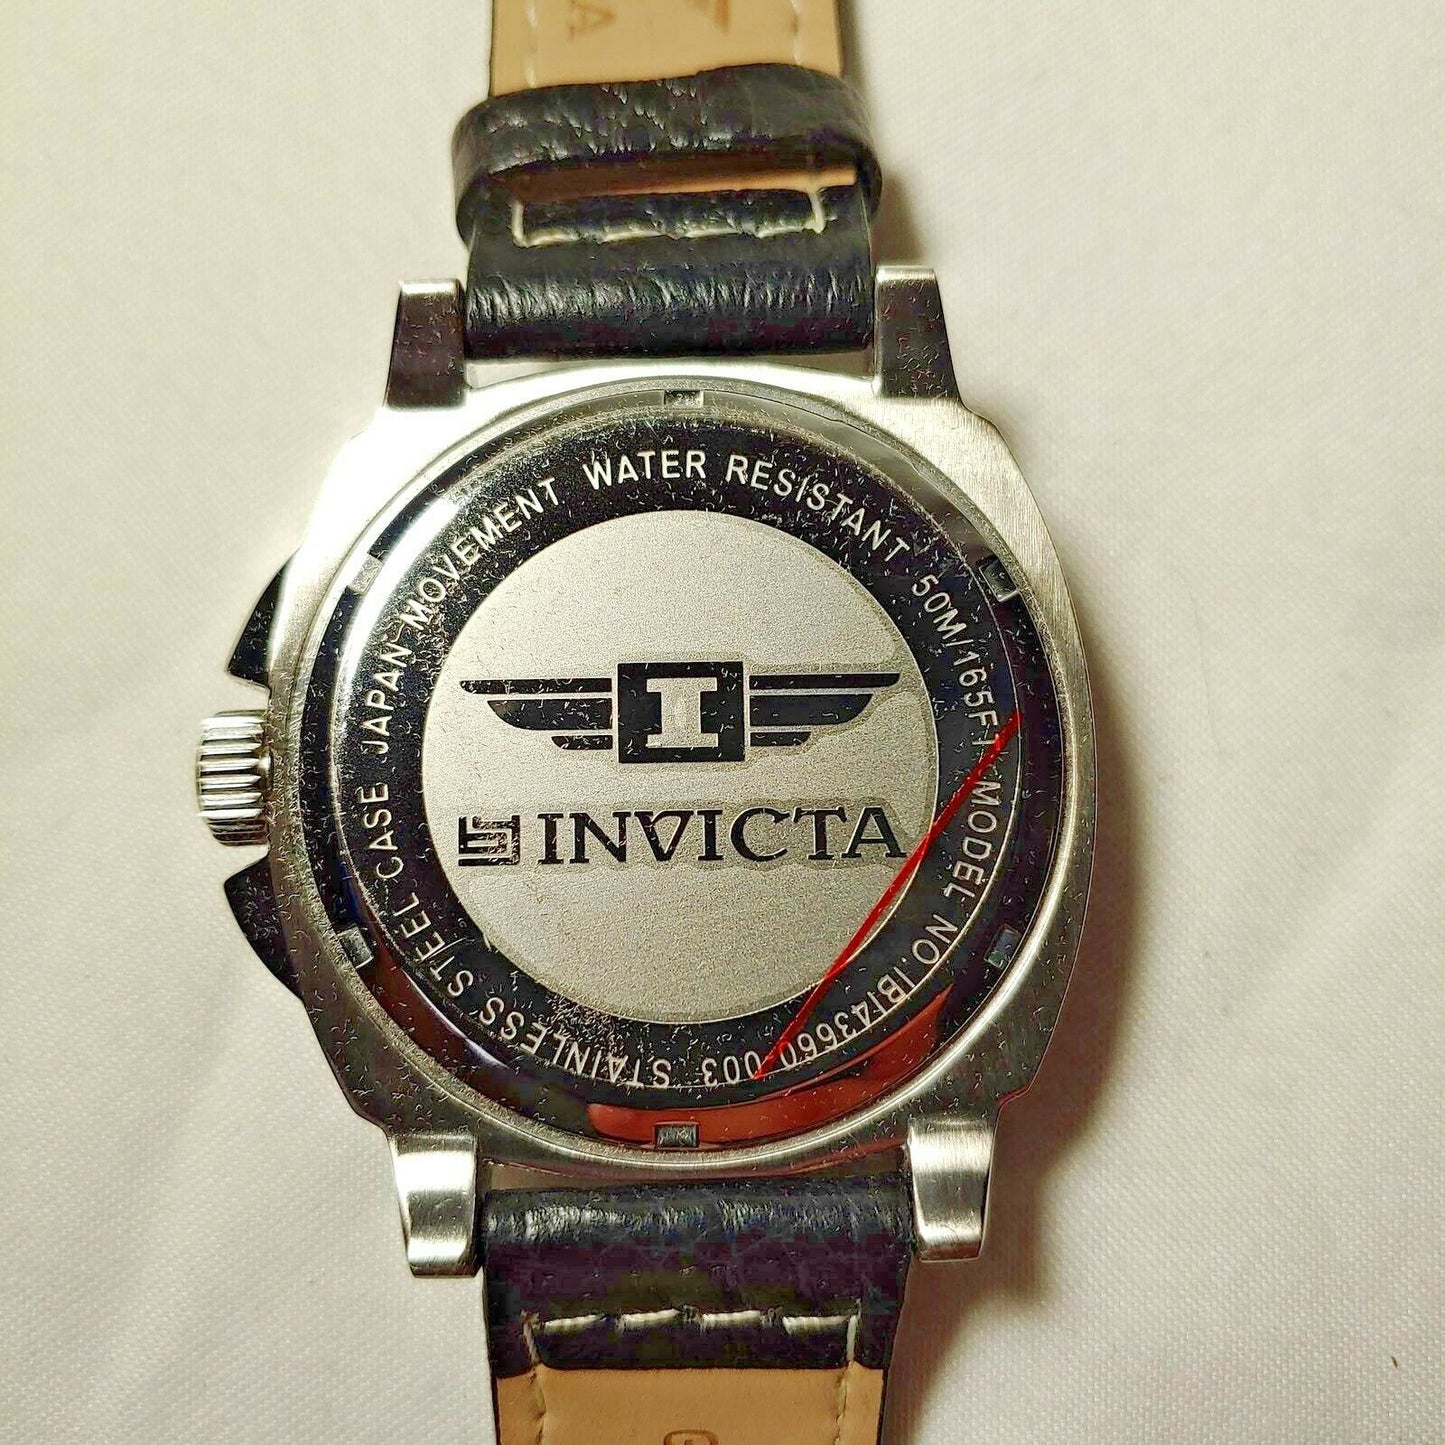 WATER RESISTANT 50M/165FT MODEL NO.IBI43660-003 STAINLESS STEEL CASE JAPAN MOVEMENT
I
INVICTA